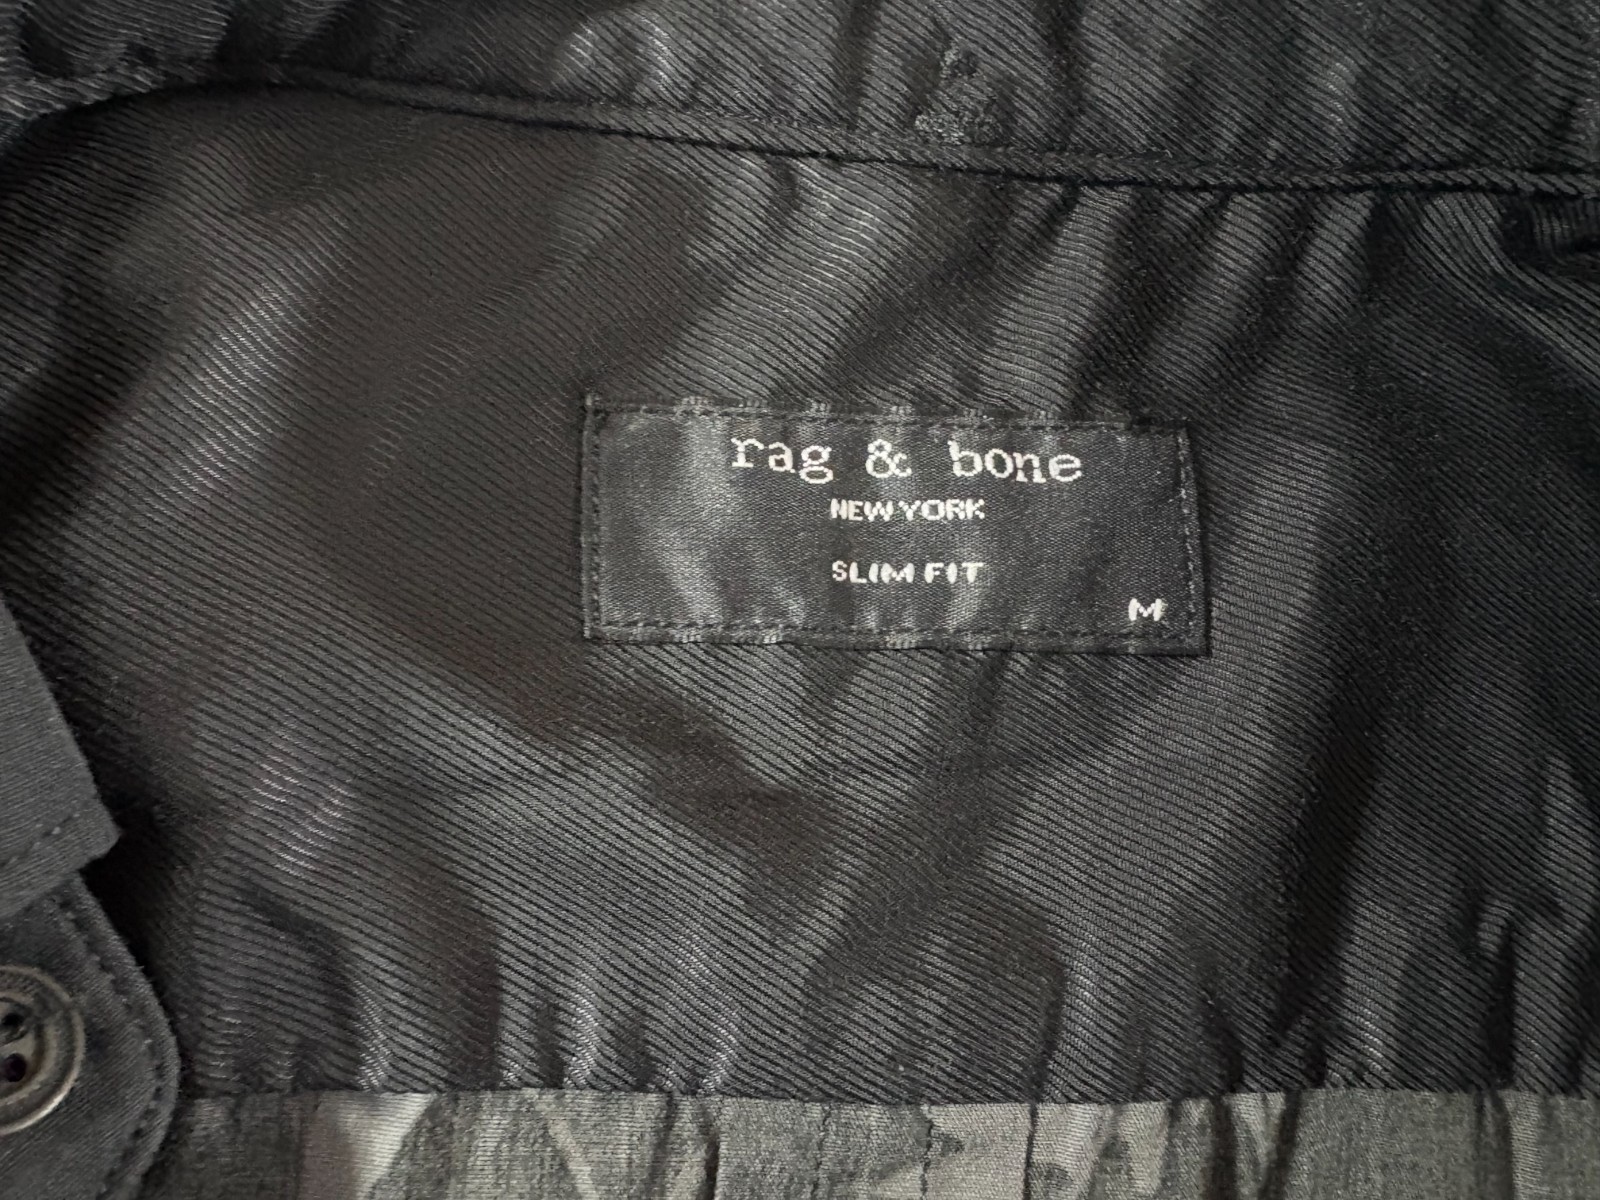 rag & bone
NEW YORK
SLIM FIT
M